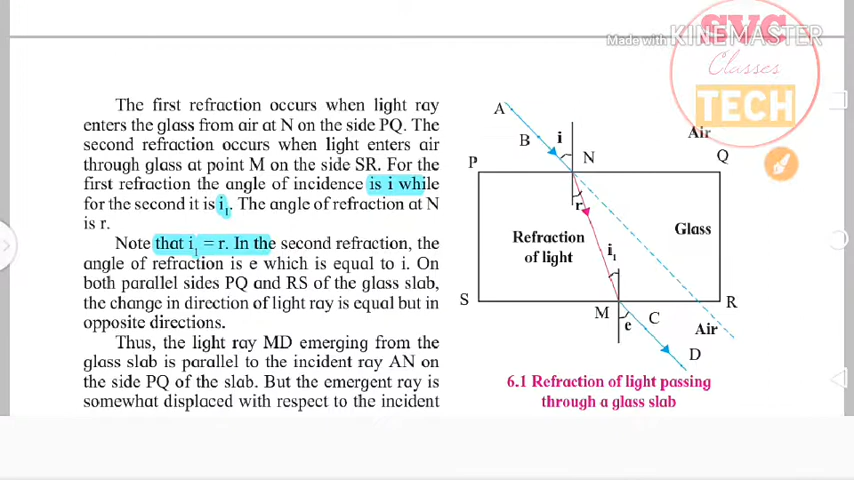 SVG
Made with KINEMASTER
Classes
TECH
The first refraction occurs when light ray
enters the glass from air at N on the side PQ. The
second refraction occurs when light enters air
through glass at point M on the side SR. For the
first refraction the angle of incidence is i while
for the second it is i₁. The angle of refraction at N
is r.
Note that i₁ = r. In the second refraction, the
angle of refraction is e which is equal to i. On
both parallel sides PQ and RS of the glass slab,
the change in direction of light ray is equal but in
opposite directions.
Thus, the light ray MD emerging from the
glass slab is parallel to the incident ray AN on
the side PQ of the slab. But the emergent ray is
somewhat displaced with respect to the incident
A
B
i
N
Air
P
Q
r
Glass
Refraction
of light
i₁
S
M
e
C
R
Air
D
6.1 Refraction of light passing
through a glass slab